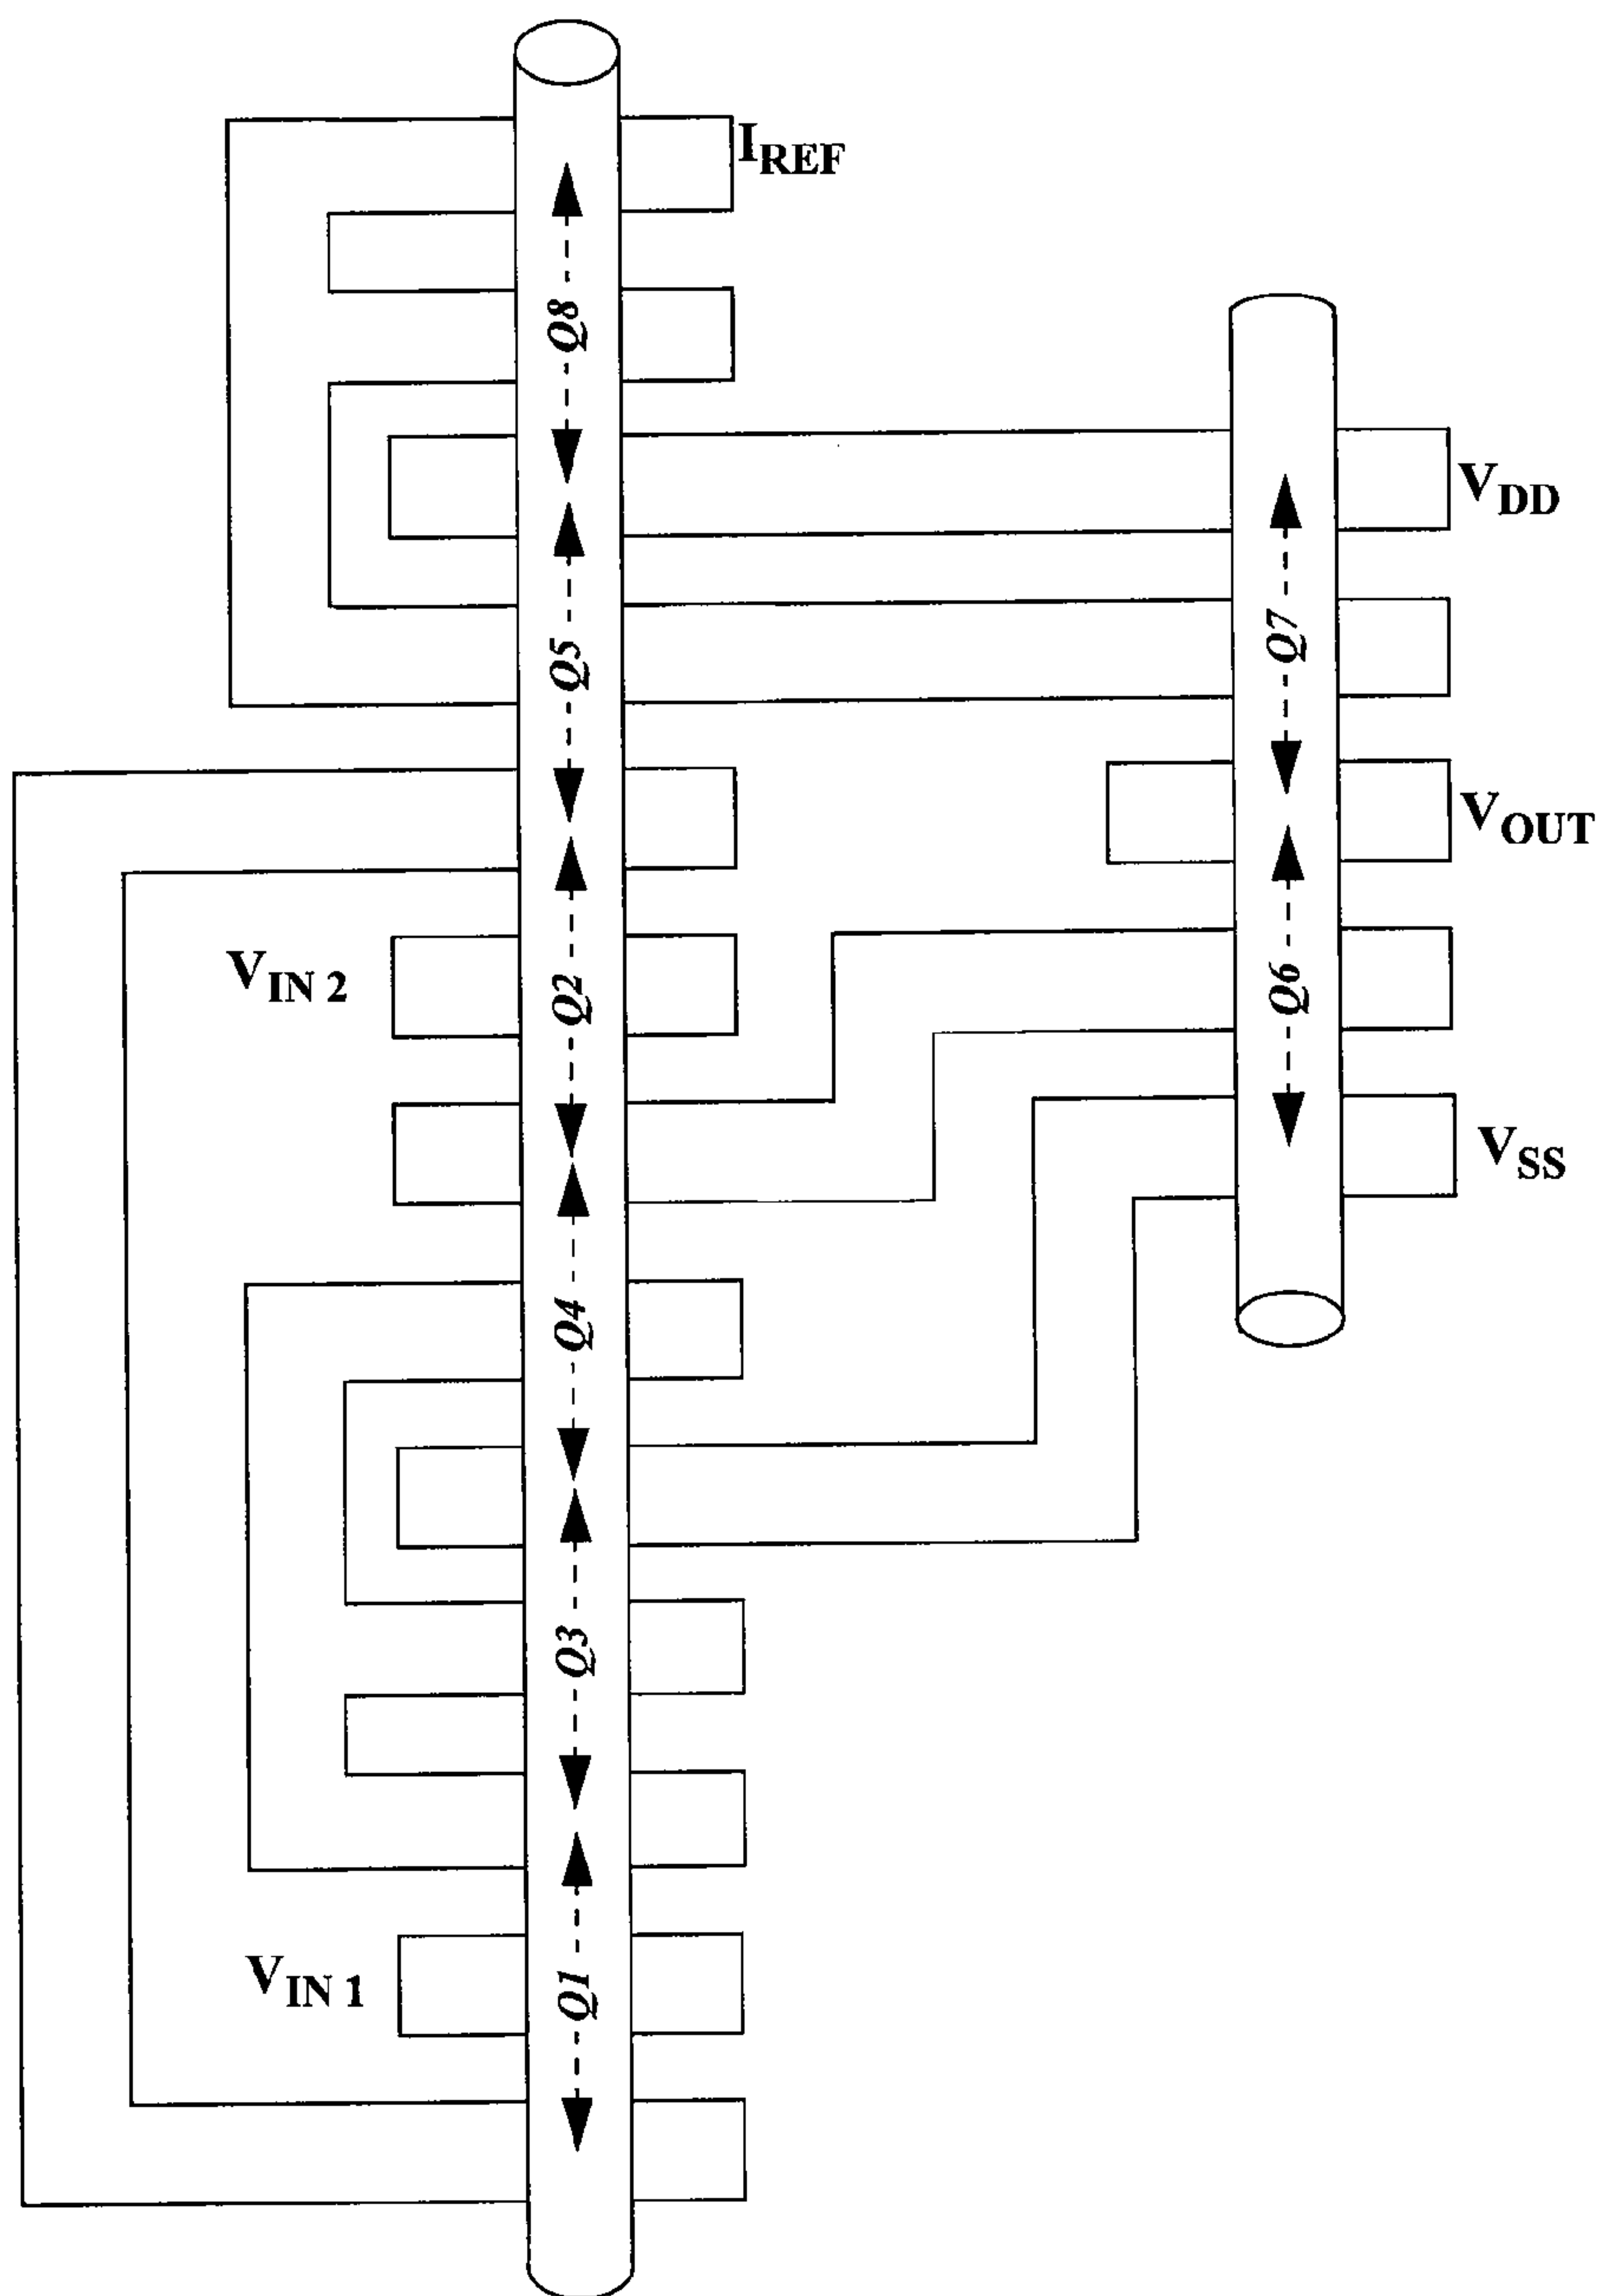 I_REF
Q8
V_DD
Q5
Q7
V_OUT
V_IN 2
Q2
Q6
V_SS
Q4
Q3
V_IN 1
Q1